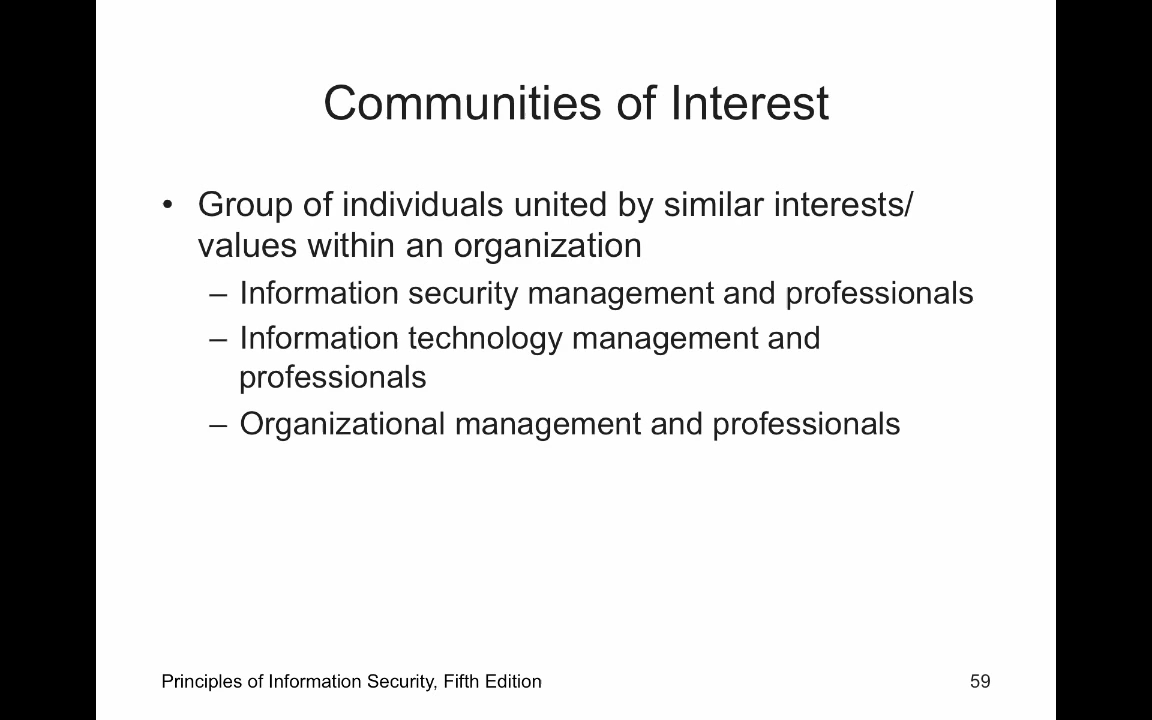 Communities of Interest
• Group of individuals united by similar interests/
values within an organization
– Information security management and professionals
– Information technology management and
professionals
– Organizational management and professionals
Principles of Information Security, Fifth Edition
59